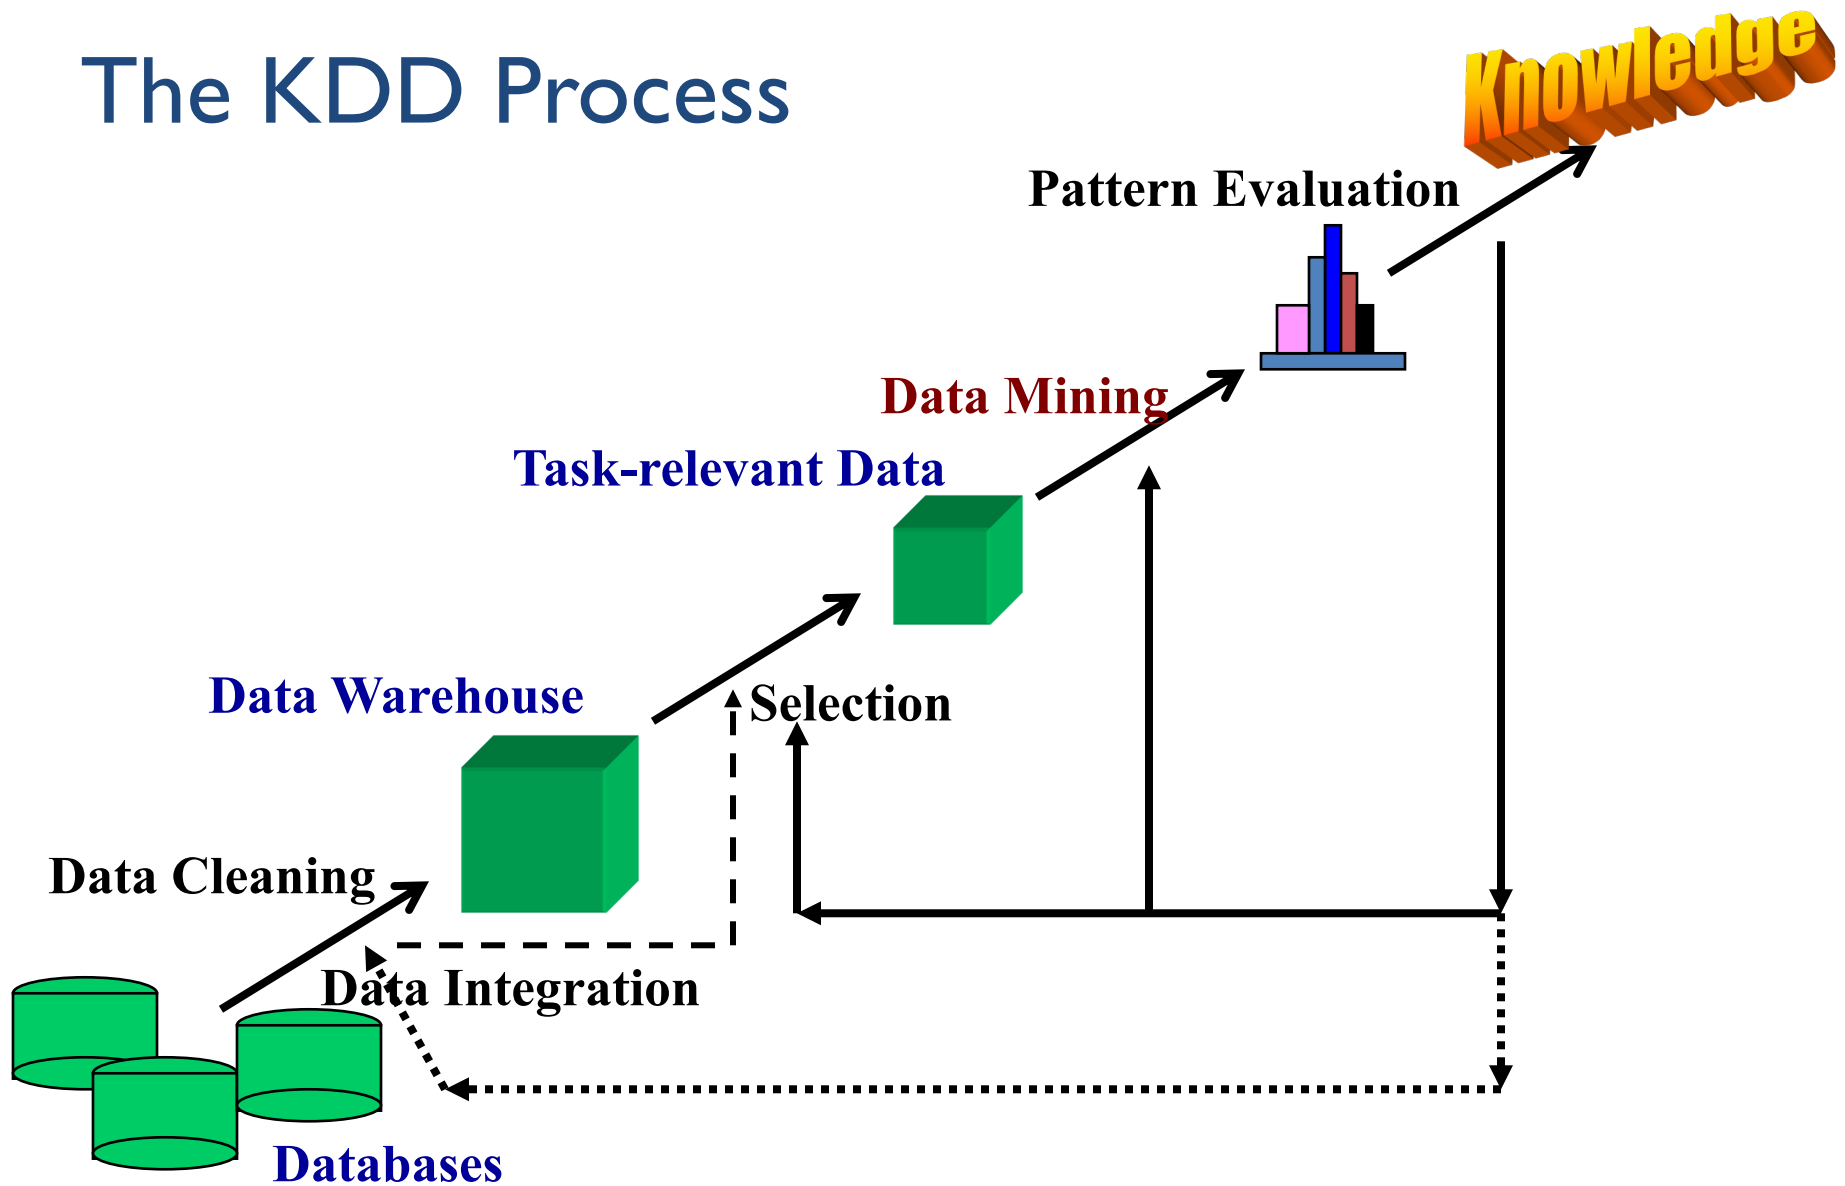 The KDD Process
Knowledge
Pattern Evaluation
Data Mining
Task-relevant Data
Data Warehouse
Selection
Data Cleaning
Data Integration
Databases